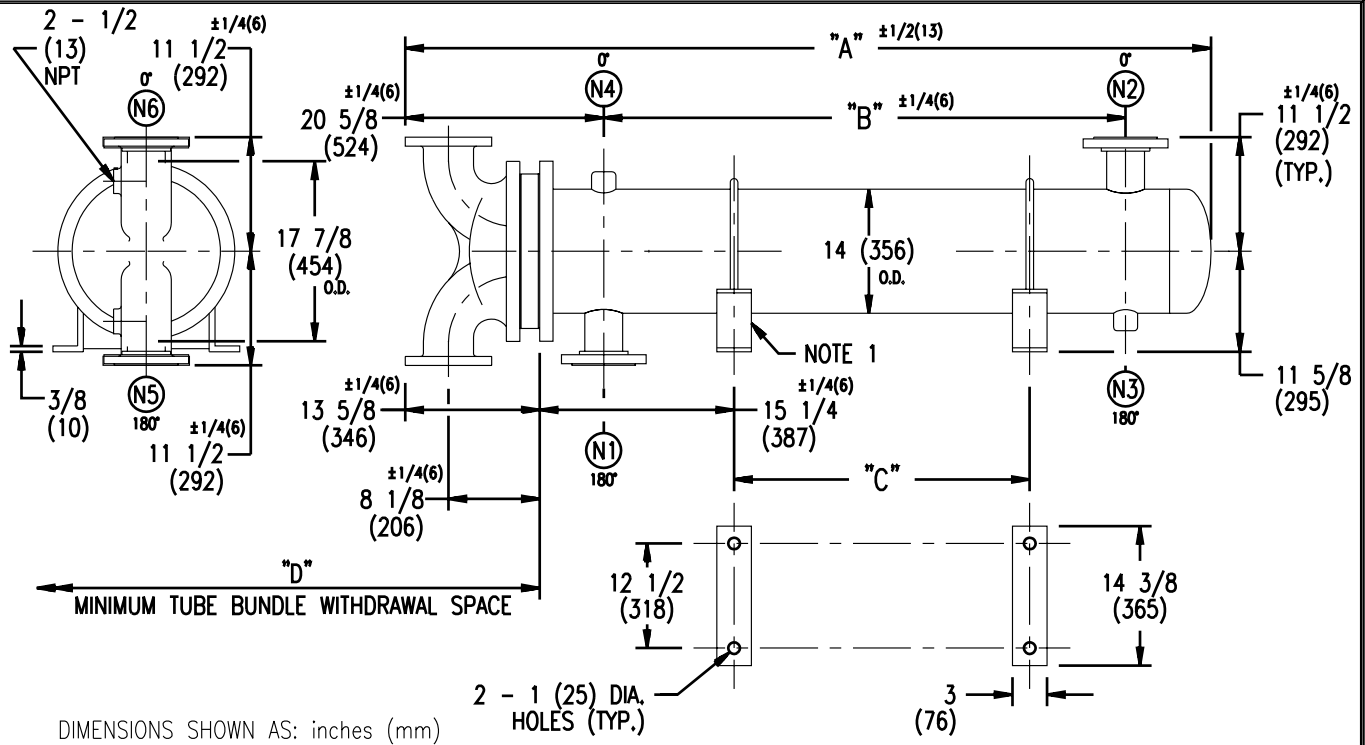 2 - 1/2
(13)
NPT
±1/4(6)
11 1/2
(292)
0°
N6
±1/4(6)
20 5/8
(524)
0°
N4
"A" ±1/2(13)
"B" ±1/4(6)
0°
N2
±1/4(6)
11 1/2
(292)
(TYP.)
17 7/8
(454)
O.D.
14 (356)
O.D.
NOTE 1
3/8
(10)
N5
180°
±1/4(6)
11 1/2
(292)
±1/4(6)
13 5/8
(346)
±1/4(6)
15 1/4
(387)
N1
180°
N3
180°
11 5/8
(295)
±1/4(6)
8 1/8
(206)
"C"
"D"
MINIMUM TUBE BUNDLE WITHDRAWAL SPACE
12 1/2
(318)
14 3/8
(365)
2 - 1 (25) DIA.
HOLES (TYP.)
3
(76)
DIMENSIONS SHOWN AS: inches (mm)